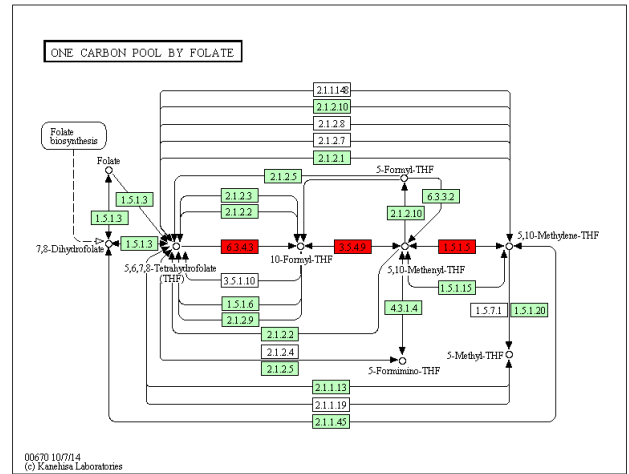 ONE CARBON POOL BY FOLATE
2.1.1.148
2.1.2.10
2.1.2.8
2.1.2.7
2.1.2.1
Folate
biosynthesis
Folate
5-Formyl-THF
1.5.1.3
2.1.2.5
6.3.3.2
2.1.2.3
2.1.2.2
2.1.2.10
1.5.1.3
7,8-Dihydrofolate
1.5.1.3
6.3.4.3
3.5.4.9
1.5.1.5
5,10-Methylene-THF
5,6,7,8-Tetrahydrofolate
(THF)
10-Formyl-THF
5,10-Methenyl-THF
3.5.1.10
1.5.1.15
1.5.1.6
2.1.2.9
4.3.1.4
1.5.7.1
1.5.1.20
2.1.2.2
2.1.2.4
2.1.2.5
5-Methyl-THF
5-Formimino-THF
2.1.1.13
2.1.1.19
2.1.1.45
00670 10/7/14
(c) Kanehisa Laboratories